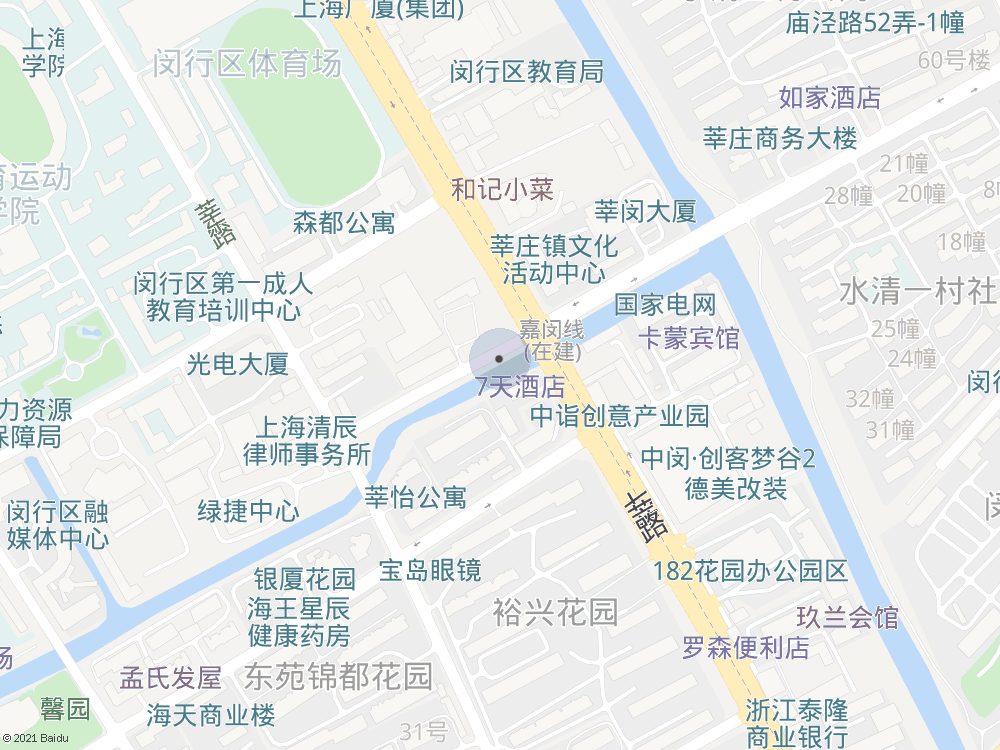 上海广厦(集团)
庙泾路52弄-1幢
上海
学院
闵行区体育场
闵行区教育局
60号楼
如家酒店
莘庄商务大楼
21幢
育运动
学院
和记小菜
28幢
20幢
莘闵大厦
森都公寓
莘
路
莘庄镇文化
活动中心
18幢
闵行区第一成人
教育培训中心
国家电网
水清一村社
嘉闵线
(在建)
25幢
卡蒙宾馆
24幢
光电大厦
7天酒店
闵
32幢
力资源
保障局
中诣创意产业园
31幢
上海清辰
律师事务所
中闵·创客梦谷2
德美改装
莘怡公寓
闵行区融
媒体中心
绿捷中心
莘
路
宝岛眼镜
182花园办公园区
银厦花园
海王星辰
健康药房
裕兴花园
玖兰会馆
罗森便利店
场
孟氏发屋
东苑锦都花园
馨园
海天商业楼
31号
浙江泰隆
商业银行
© 2021 Baidu